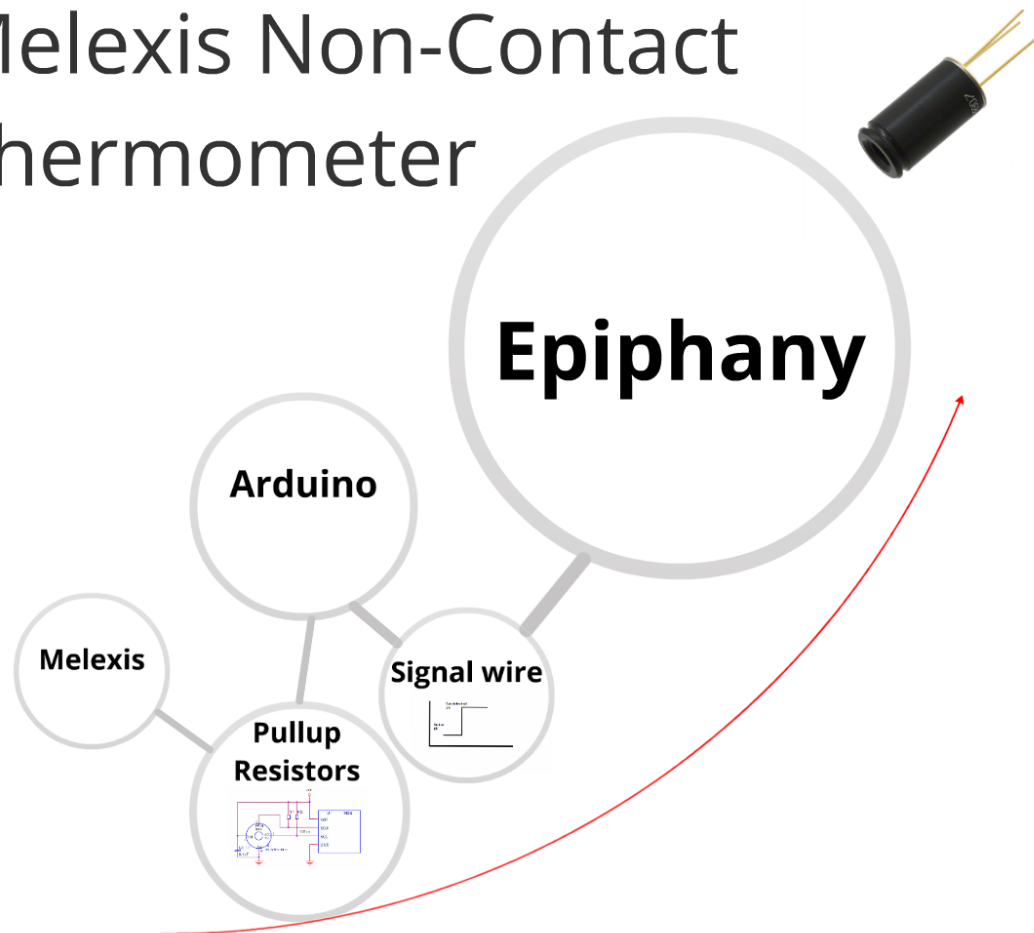 Melexis Non-Contact
hermometer
Epiphany
Arduino
Melexis
Signal wire
Pullup
Resistors